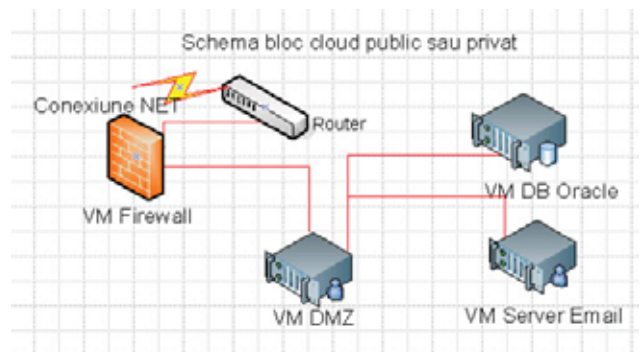 Schema bloc cloud public sau privat
Conexiune NET
Router
VM Firewall
VM DB Oracle
VM DMZ
VM Server Email